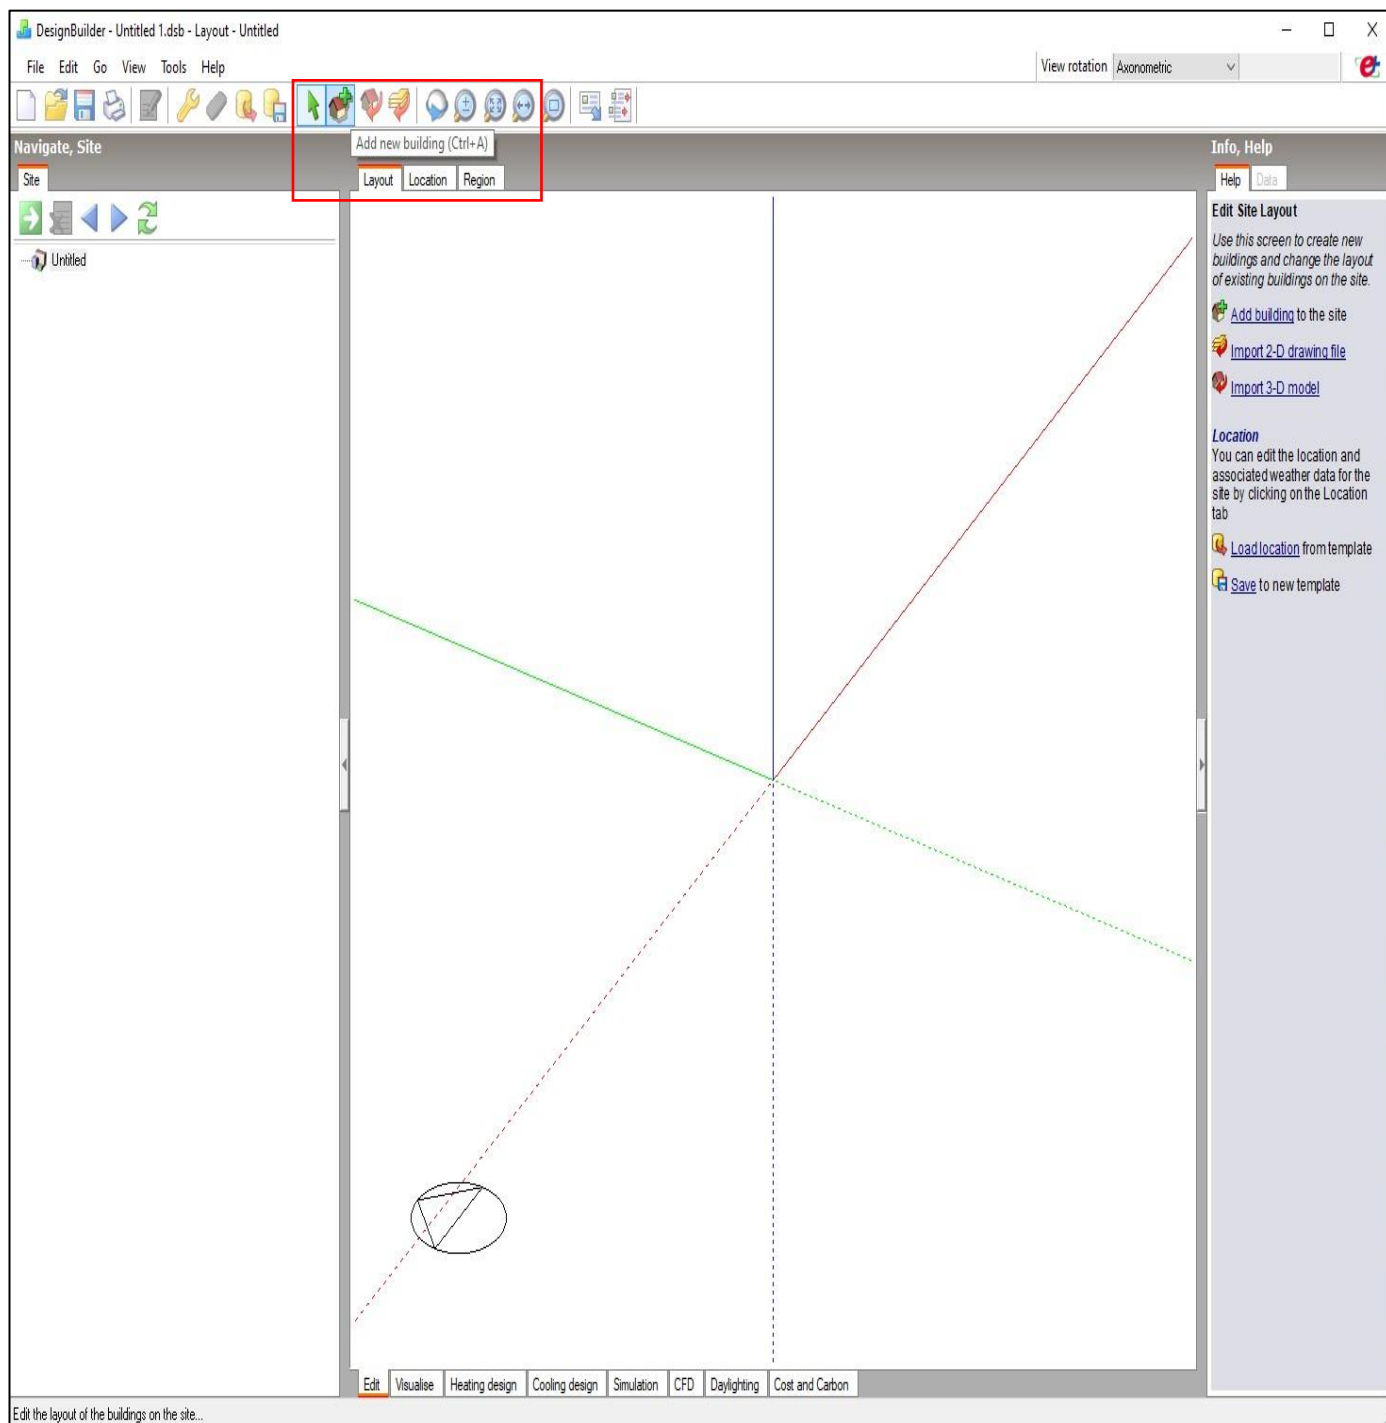 DesignBuilder - Untitled 1.dsb - Layout - Untitled
File Edit Go View Tools Help
View rotation Axonometric
Add new building (Ctrl+A)
Navigate, Site
Site
Untitled
Layout Location Region
Info, Help
Help Data
Edit Site Layout
Use this screen to create new
buildings and change the layout
of existing buildings on the site.
Add building to the site
Import 2-D drawing file
Import 3-D model
Location
You can edit the location and
associated weather data for the
site by clicking on the Location
tab
Load location from template
Save to new template
Edit Visualise Heating design Cooling design Simulation CFD Daylighting Cost and Carbon
Edit the layout of the buildings on the site...